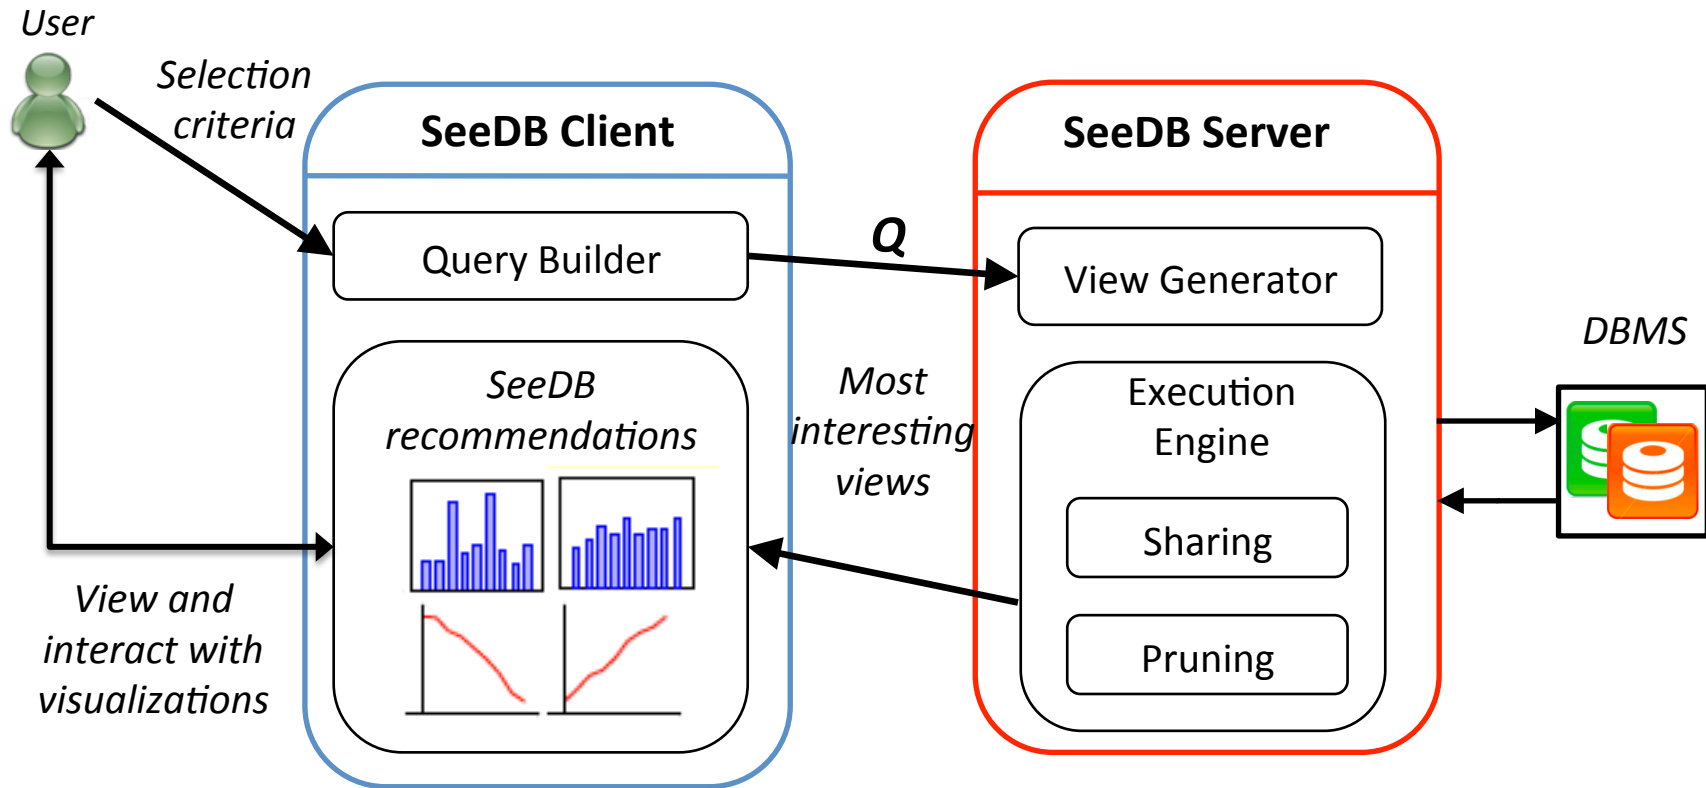 User
Selection
criteria
SeeDB Client
SeeDB Server
Query Builder
Q
View Generator
DBMS
SeeDB
recommendations
Most
interesting
views
Execution
Engine
Sharing
Pruning
View and
interact with
visualizations